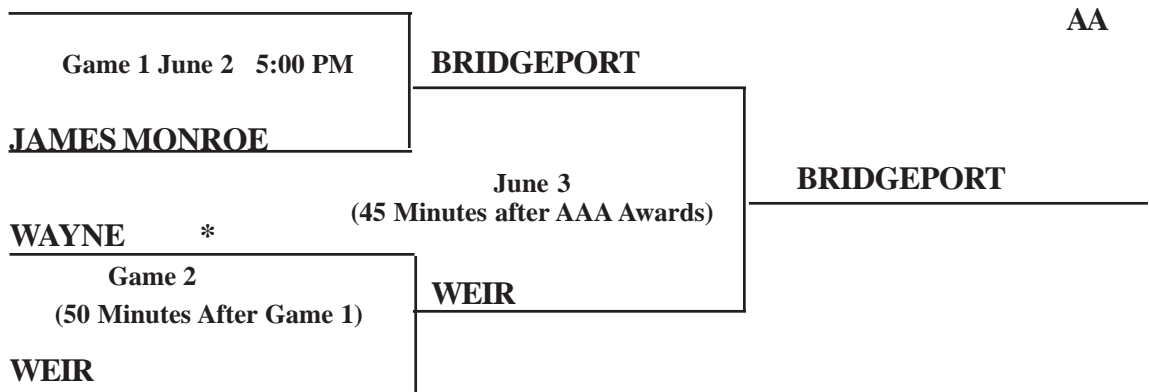 AA
Game 1 June 2 5:00 PM
BRIDGEPORT
JAMES MONROE
June 3
(45 Minutes after AAA Awards)
BRIDGEPORT
WAYNE *
Game 2
(50 Minutes After Game 1)
WEIR
WEIR